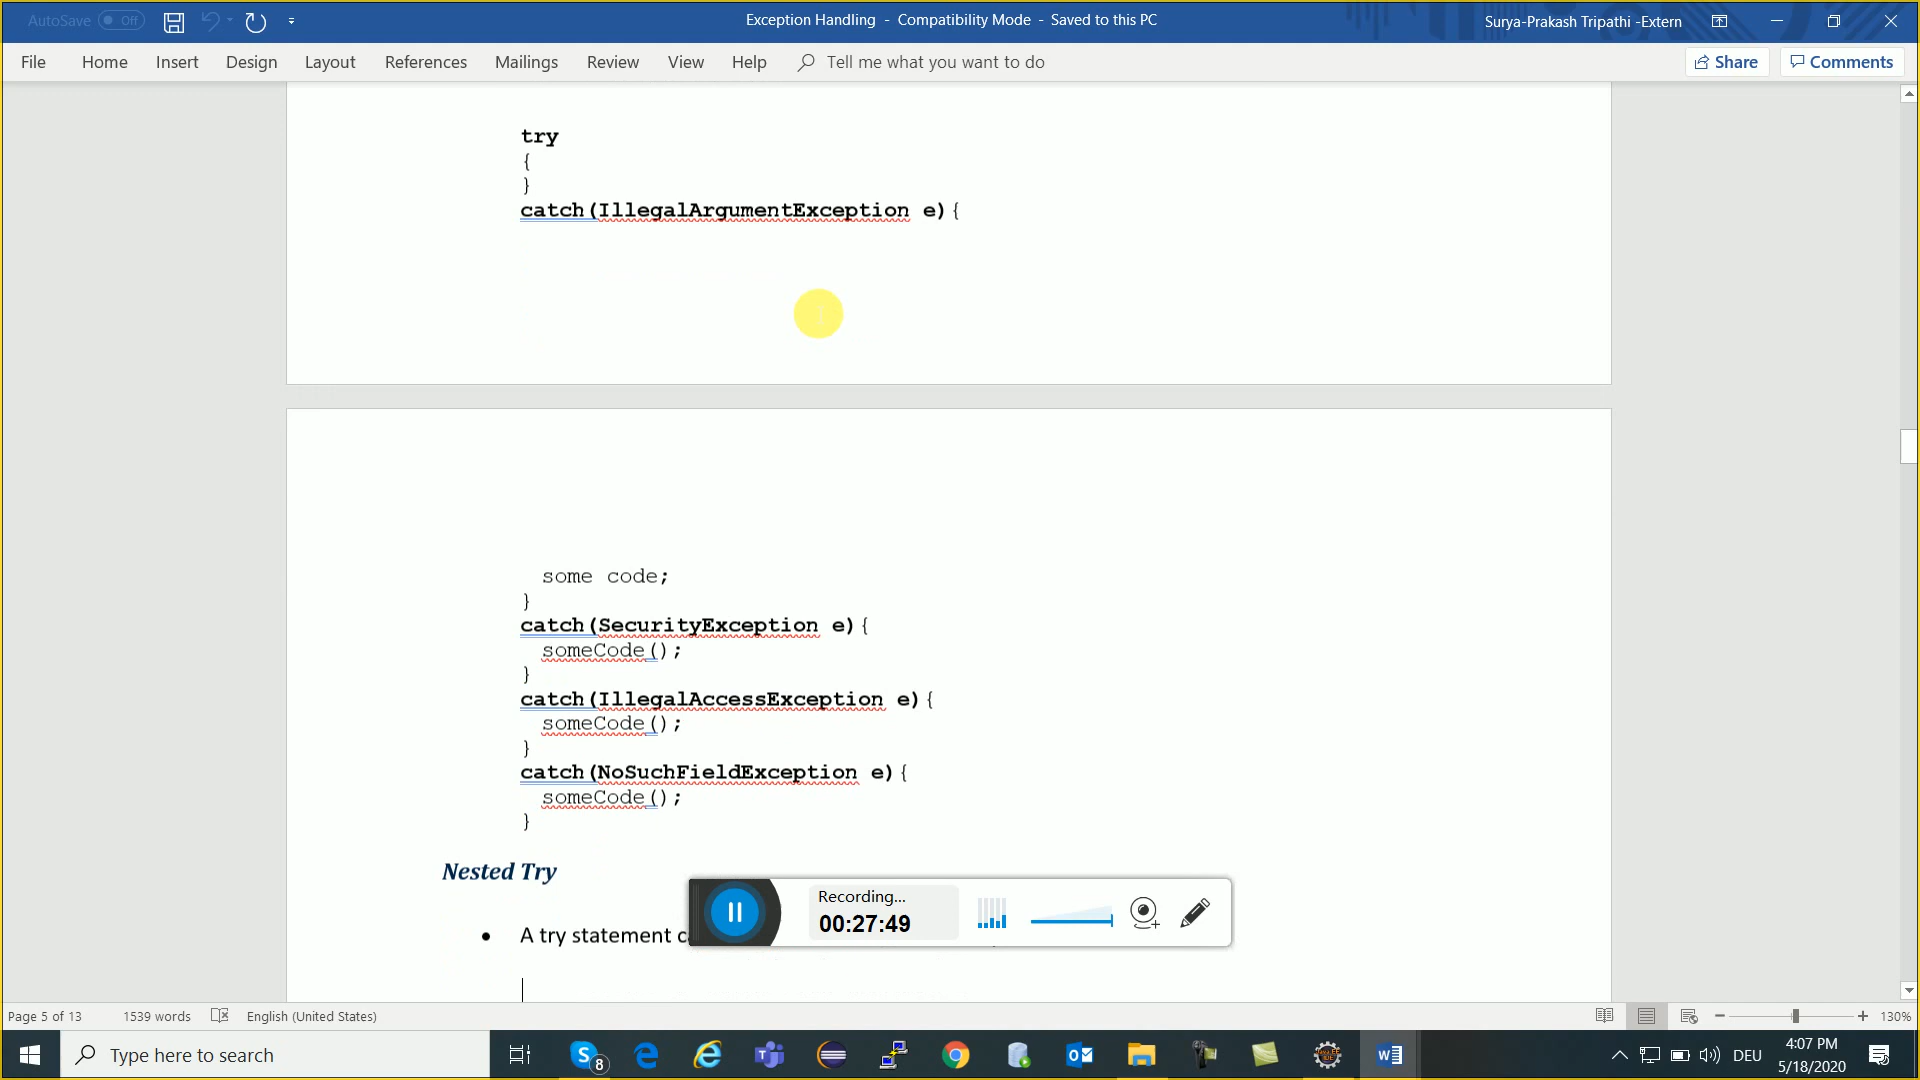 AutoSave Off
Exception Handling - Compatibility Mode - Saved to this PC
Surya-Prakash Tripathi -Extern
File Home Insert Design Layout References Mailings Review View Help Tell me what you want to do
Share Comments
try
{
}
catch(IllegalArgumentException e){
some code;
}
catch(SecurityException e){
someCode();
}
catch(IllegalAccessException e){
someCode();
}
catch(NoSuchFieldException e){
someCode();
}
Nested Try
Recording...
00:27:49
• A try statement
Page 5 of 13 1539 words English (United States) 130%
Type here to search
8
DEU
4:07 PM
5/18/2020